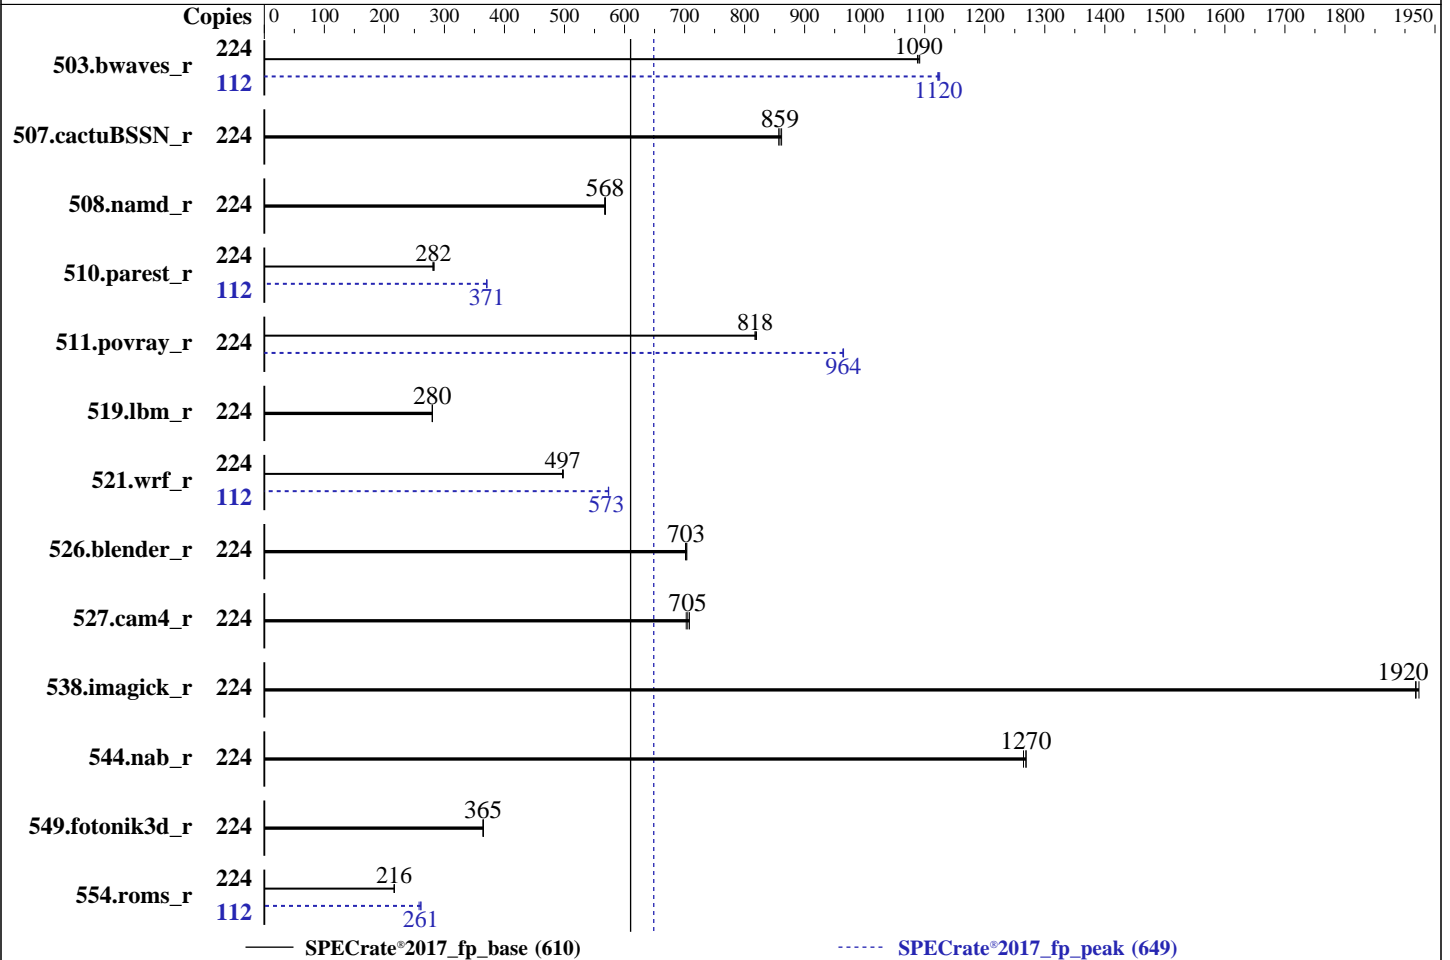 Copies 0 100 200 300 400 500 600 700 800 900 1000 1100 1200 1300 1400 1500 1600 1700 1800 1950
503.bwaves_r 224 1090
112 1120
507.cactuBSSN_r 224 859
508.namd_r 224 568
510.parest_r 224 282
112 371
511.povray_r 224 818
964
519.lbm_r 224 280
521.wrf_r 224 497
112 573
526.blender_r 224 703
527.cam4_r 224 705
538.imagick_r 224 1920
544.nab_r 224 1270
549.fotonik3d_r 224 365
554.roms_r 224 216
112 261
SPECrate®2017_fp_base (610) SPECrate®2017_fp_peak (649)